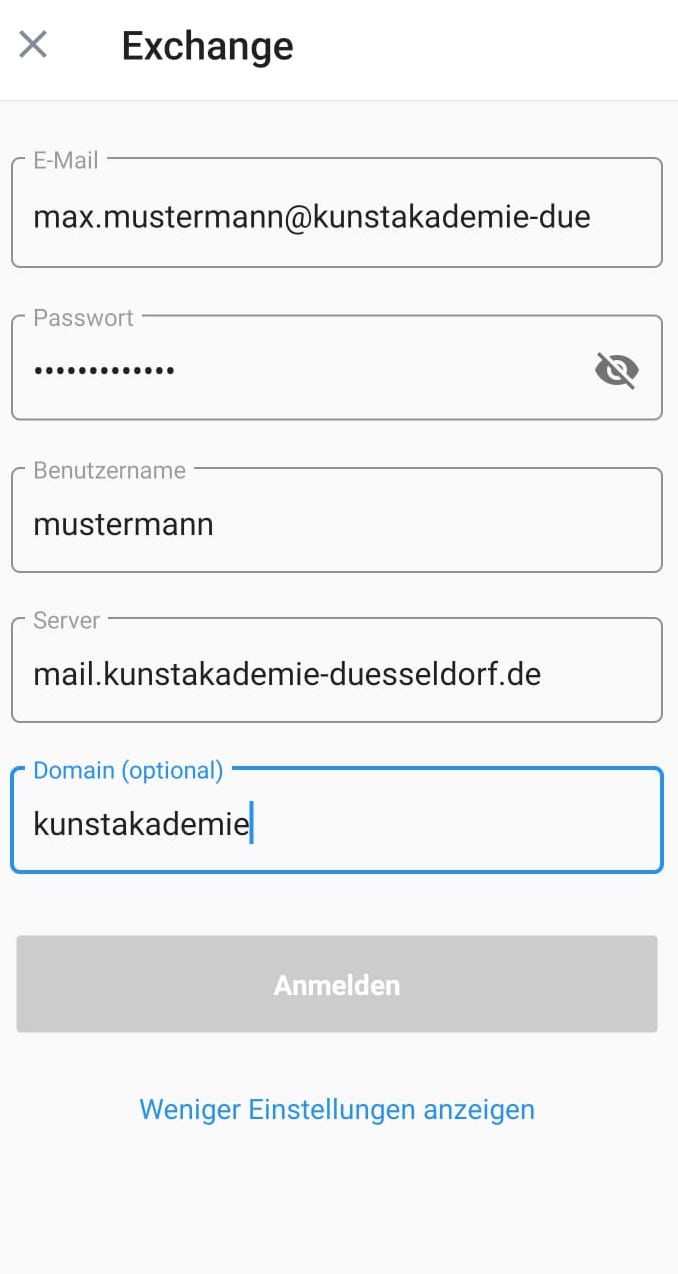 Exchange
E-Mail
max.mustermann@kunstakademie-due
Passwort
•••••••••••••
Benutzername
mustermann
Server
mail.kunstakademie-duesseldorf.de
Domain (optional)
kunstakademie
Anmelden
Weniger Einstellungen anzeigen